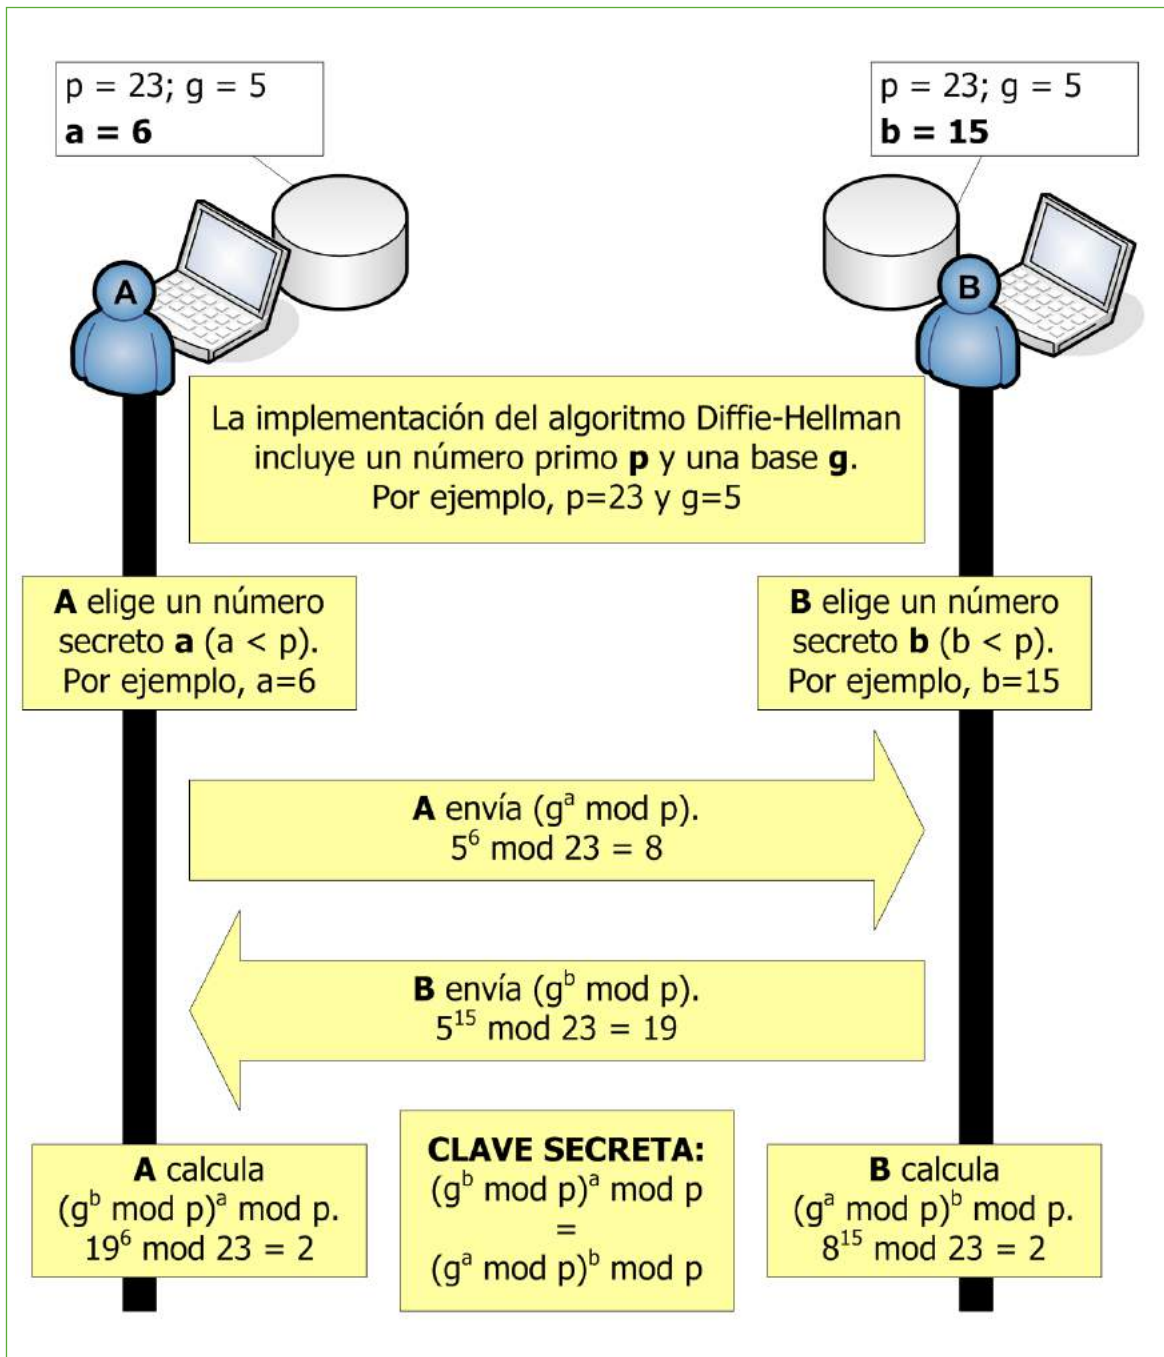 p = 23; g = 5
a = 6
p = 23; g = 5
b = 15
A
B
La implementación del algoritmo Diffie-Hellman
incluye un número primo p y una base g.
Por ejemplo, p=23 y g=5
A elige un número
secreto a (a < p).
Por ejemplo, a=6
B elige un número
secreto b (b < p).
Por ejemplo, b=15
A envía (gᵃ mod p).
5⁶ mod 23 = 8
B envía (gᵇ mod p).
5¹⁵ mod 23 = 19
A calcula
(gᵇ mod p)ᵃ mod p.
19⁶ mod 23 = 2
CLAVE SECRETA:
(gᵇ mod p)ᵃ mod p
=
(gᵃ mod p)ᵇ mod p
B calcula
(gᵃ mod p)ᵇ mod p.
8¹⁵ mod 23 = 2